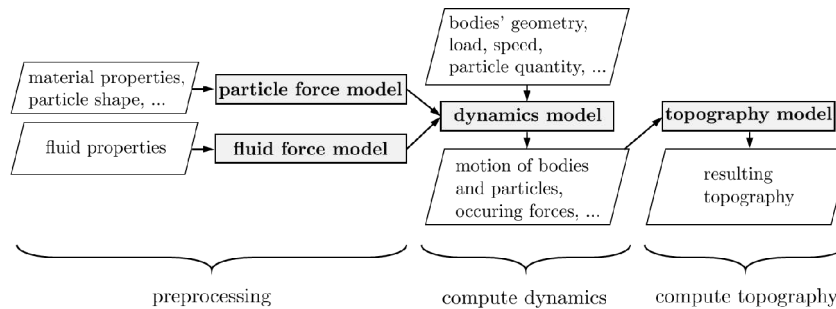 bodies' geometry,
load, speed,
particle quantity, ...
material properties,
particle shape, ...
particle force model
dynamics model
topography model
fluid properties
fluid force model
motion of bodies
and particles,
occuring forces, ...
resulting
topography
preprocessing
compute dynamics
compute topography